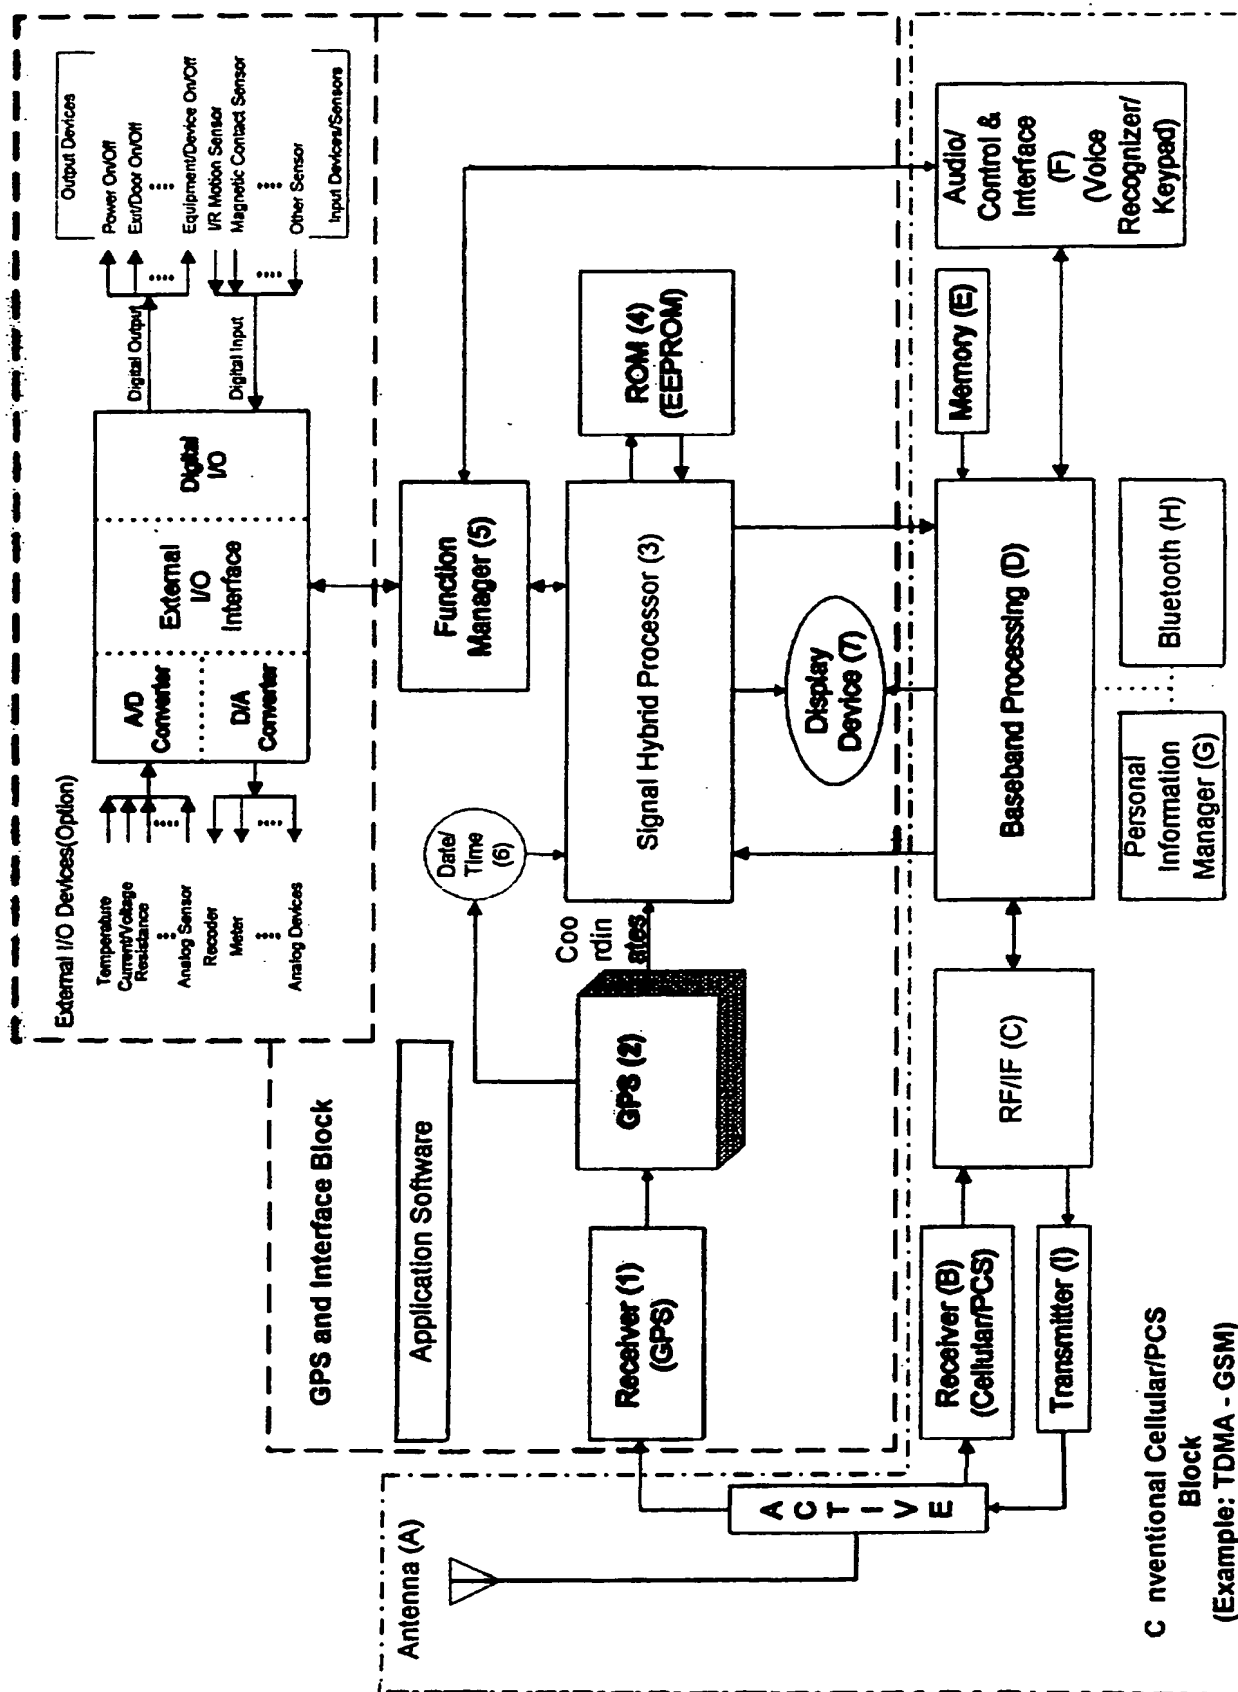 External I/O Devices(Option)
Temperature
Current/Voltage
Resistance
.....
Analog Sensor
Recoder
Meter
.....
Analog Devices
A/D
Converter
D/A
Converter
External
I/O
Interface
Digital
I/O
Digital Output
Digital Input
Output Devices
Power On/Off
Exit/Door On/Off
.....
Equipment/Device On/Off
I/R Motion Sensor
Magnetic Contact Sensor
.....
Other Sensor
Input Devices/Sensors
GPS and Interface Block
Application Software
Date/
Time
(6)
Function
Manager (5)
Receiver (1)
(GPS)
GPS (2)
Coo
rdin
ates
Signal Hybrid Processor (3)
ROM (4)
(EEPROM)
Display
Device (7)
Antenna (A)
ACTIVE
Receiver (B)
(Cellular/PCS)
Transmitter (I)
RF/IF (C)
Baseband Processing (D)
Memory (E)
Audio/
Control &
Interface
(F)
(Voice
Recognizer/
Keypad)
Personal
Information
Manager (G)
Bluetooth (H)
C nventional Cellular/PCS
Block
(Example: TDMA - GSM)